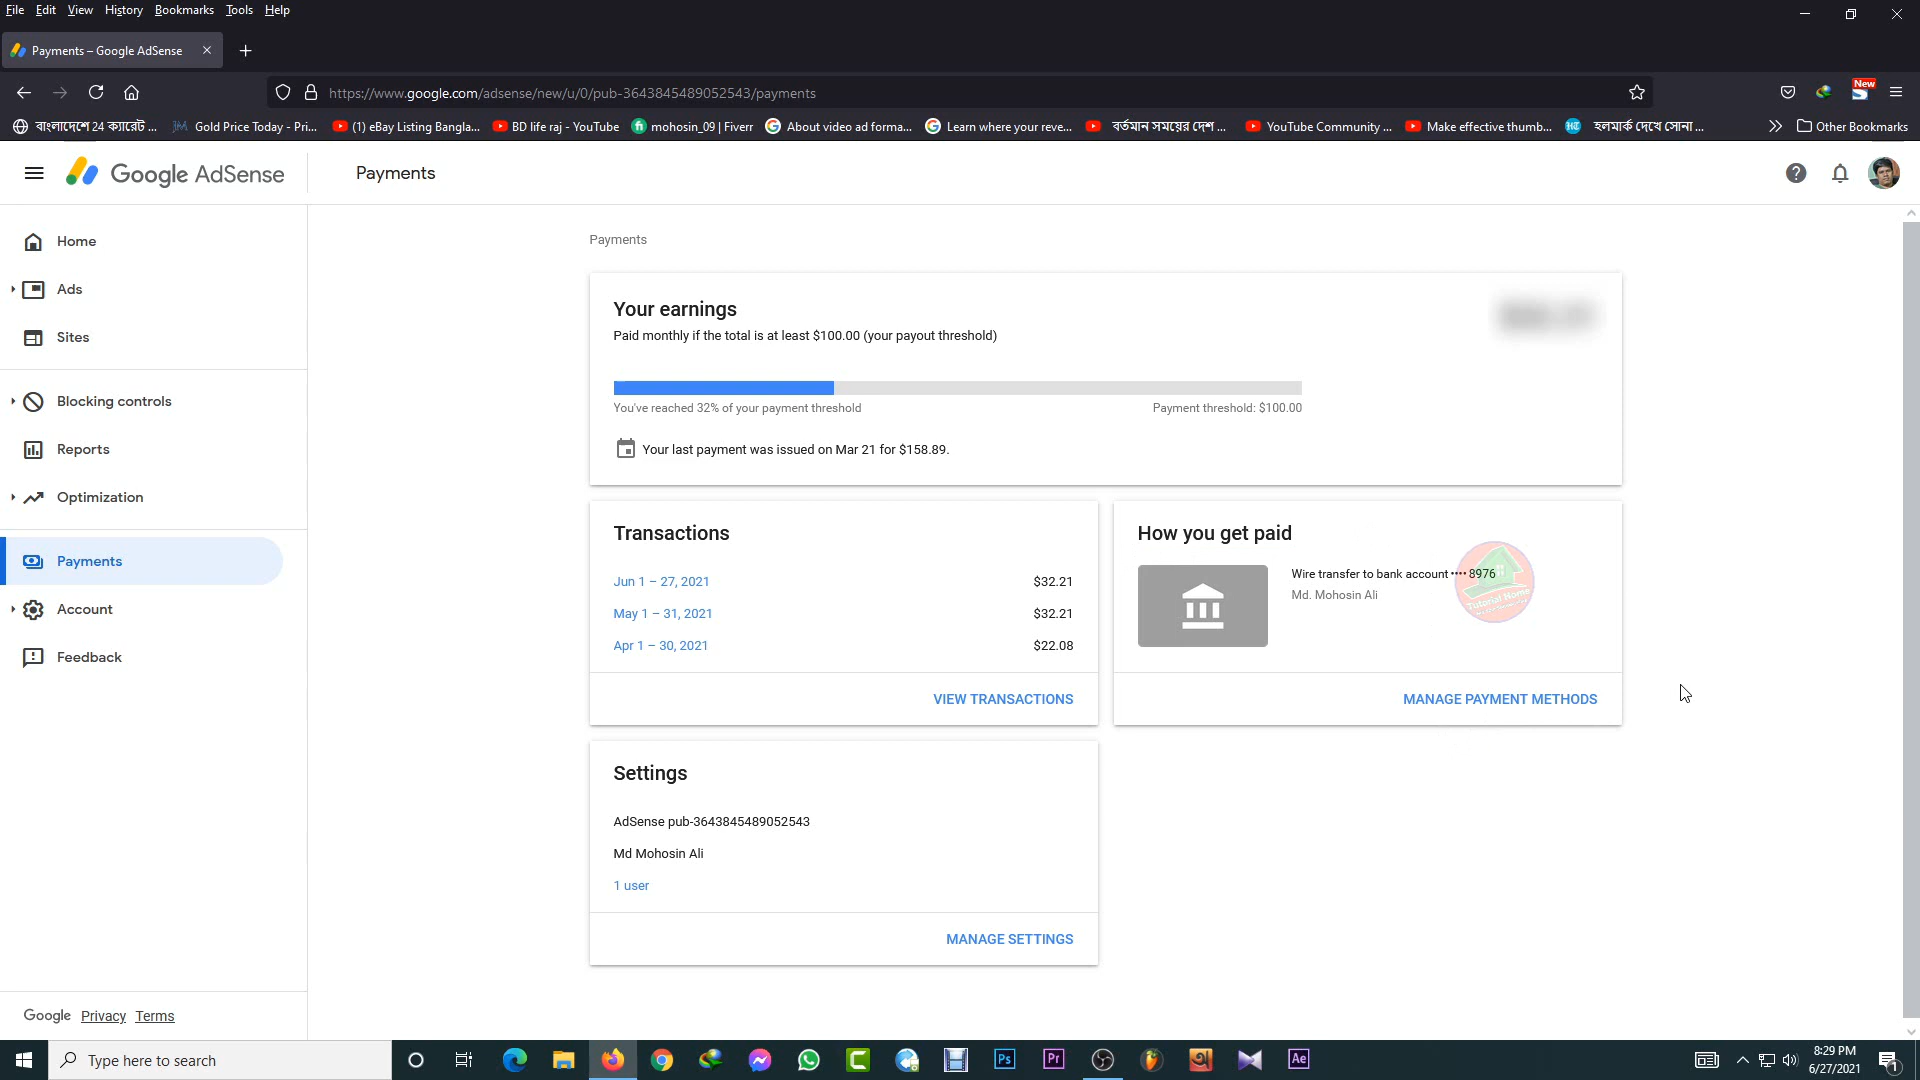 File Edit View History Bookmarks Tools Help
Payments – Google AdSense
https://www.google.com/adsense/new/u/0/pub-3643845489052543/payments
New
বাংলাদেশে 24 ক্যারেট ...
Gold Price Today - Pri...
(1) eBay Listing Bangla...
BD life raj - YouTube
mohosin_09 | Fiverr
About video ad forma...
Learn where your reve...
বর্তমান সময়ের দেশ ...
YouTube Community ...
Make effective thumb...
হলমার্ক দেখে সোনা ...
Other Bookmarks
Google AdSense
Payments
Home
Ads
Sites
Blocking controls
Reports
Optimization
Payments
Account
Feedback
Google Privacy Terms
Payments
Your earnings
Paid monthly if the total is at least $100.00 (your payout threshold)
You've reached 32% of your payment threshold
Payment threshold: $100.00
Your last payment was issued on Mar 21 for $158.89.
Transactions
Jun 1 – 27, 2021 $32.21
May 1 – 31, 2021 $32.21
Apr 1 – 30, 2021 $22.08
VIEW TRANSACTIONS
How you get paid
Wire transfer to bank account •••• 8976
Md. Mohosin Ali
Tutorial Home
MANAGE PAYMENT METHODS
Settings
AdSense pub-3643845489052543
Md Mohosin Ali
1 user
MANAGE SETTINGS
Type here to search
Ps
Pr
Ae
8:29 PM
6/27/2021
1